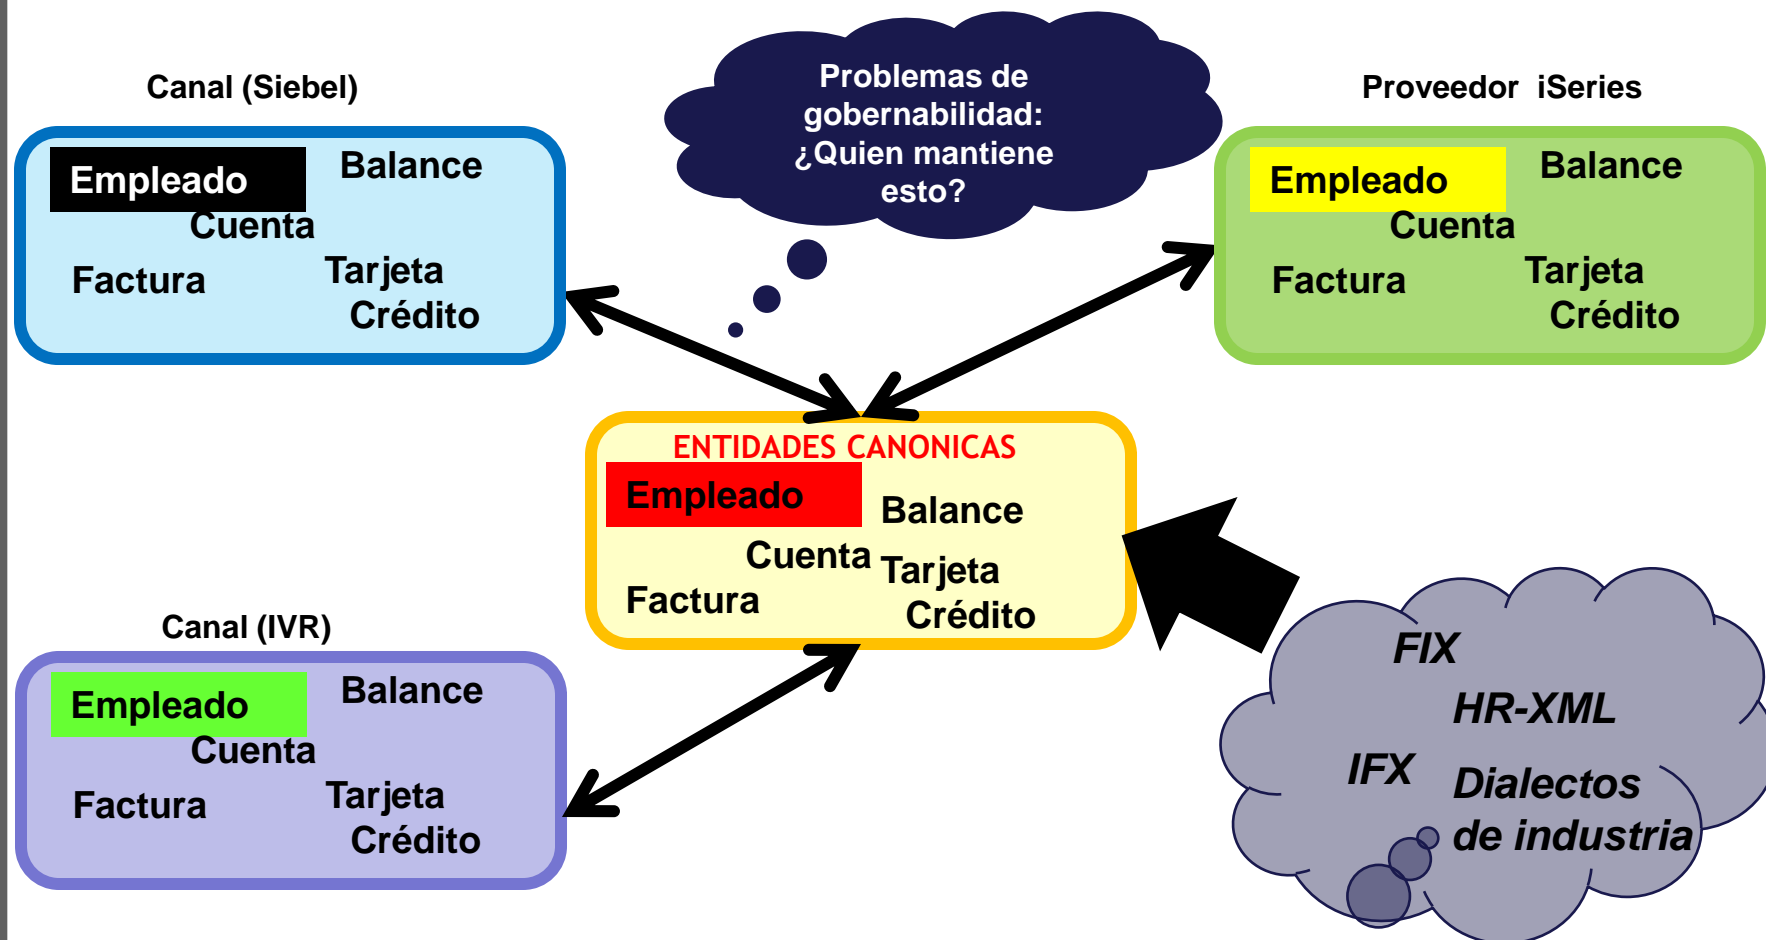 Canal (Siebel)
Empleado
Balance
Cuenta
Factura
Tarjeta
Crédito
Problemas de
gobernabilidad:
¿Quien mantiene
esto?
Proveedor iSeries
Empleado
Balance
Cuenta
Factura
Tarjeta
Crédito
ENTIDADES CANONICAS
Empleado
Balance
Cuenta
Tarjeta
Factura
Crédito
Canal (IVR)
Empleado
Balance
Cuenta
Factura
Tarjeta
Crédito
FIX
HR-XML
IFX
Dialectos
de industria